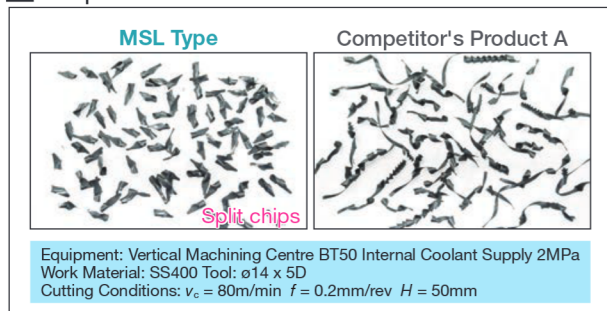 MSL Type
Competitor's Product A
Split chips
Equipment: Vertical Machining Centre BT50 Internal Coolant Supply 2MPa
Work Material: SS400 Tool: ø14 x 5D
Cutting Conditions: vc = 80m/min f = 0.2mm/rev H = 50mm